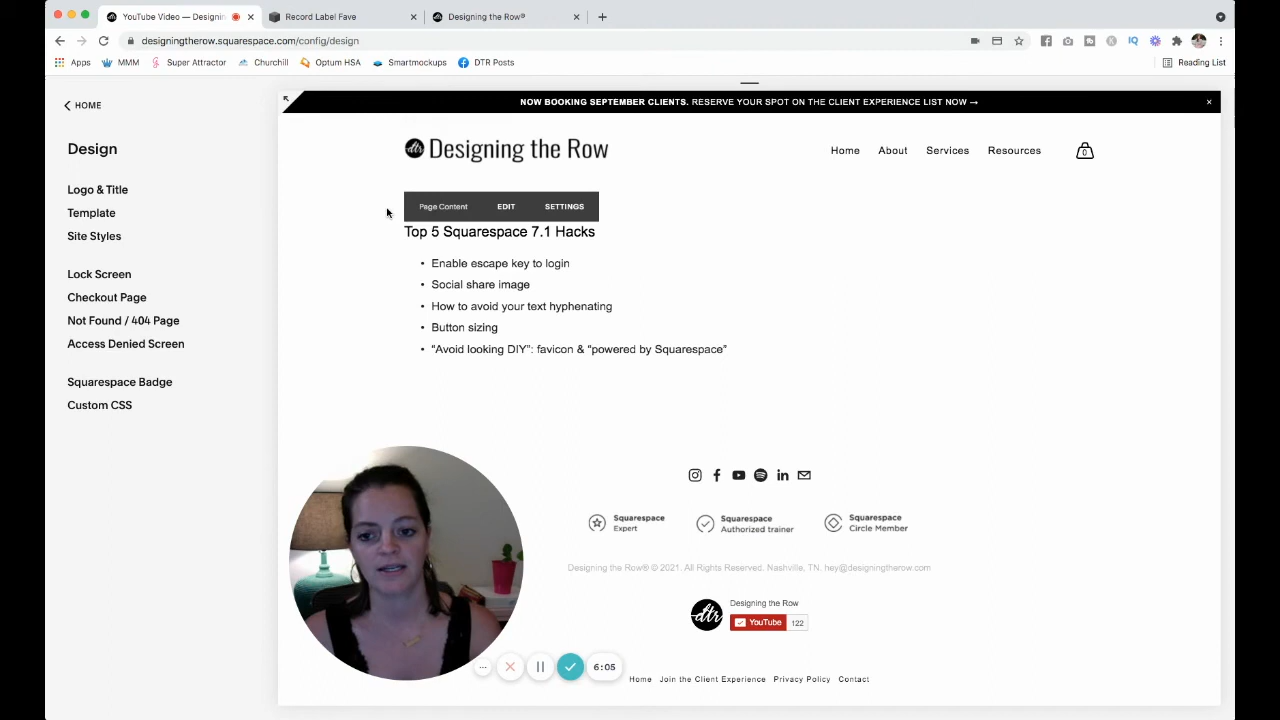 YouTube Video — Designin
Record Label Fave
Designing the Row®
designingtherow.squarespace.com/config/design
Apps
MMM
Super Attractor
Churchill
Optum HSA
Smartmockups
DTR Posts
Reading List
HOME
Design
Logo & Title
Template
Site Styles
Lock Screen
Checkout Page
Not Found / 404 Page
Access Denied Screen
Squarespace Badge
Custom CSS
NOW BOOKING SEPTEMBER CLIENTS. RESERVE YOUR SPOT ON THE CLIENT EXPERIENCE LIST NOW →
dtr Designing the Row
Home
About
Services
Resources
0
Page Content
EDIT
SETTINGS
Top 5 Squarespace 7.1 Hacks
• Enable escape key to login
• Social share image
• How to avoid your text hyphenating
• Button sizing
• “Avoid looking DIY”: favicon & “powered by Squarespace”
Squarespace
Expert
Squarespace
Authorized trainer
Squarespace
Circle Member
Designing the Row® © 2021. All Rights Reserved. Nashville, TN. hey@designingtherow.com
dtr
Designing the Row
YouTube
122
6:05
Home
Join the Client Experience
Privacy Policy
Contact